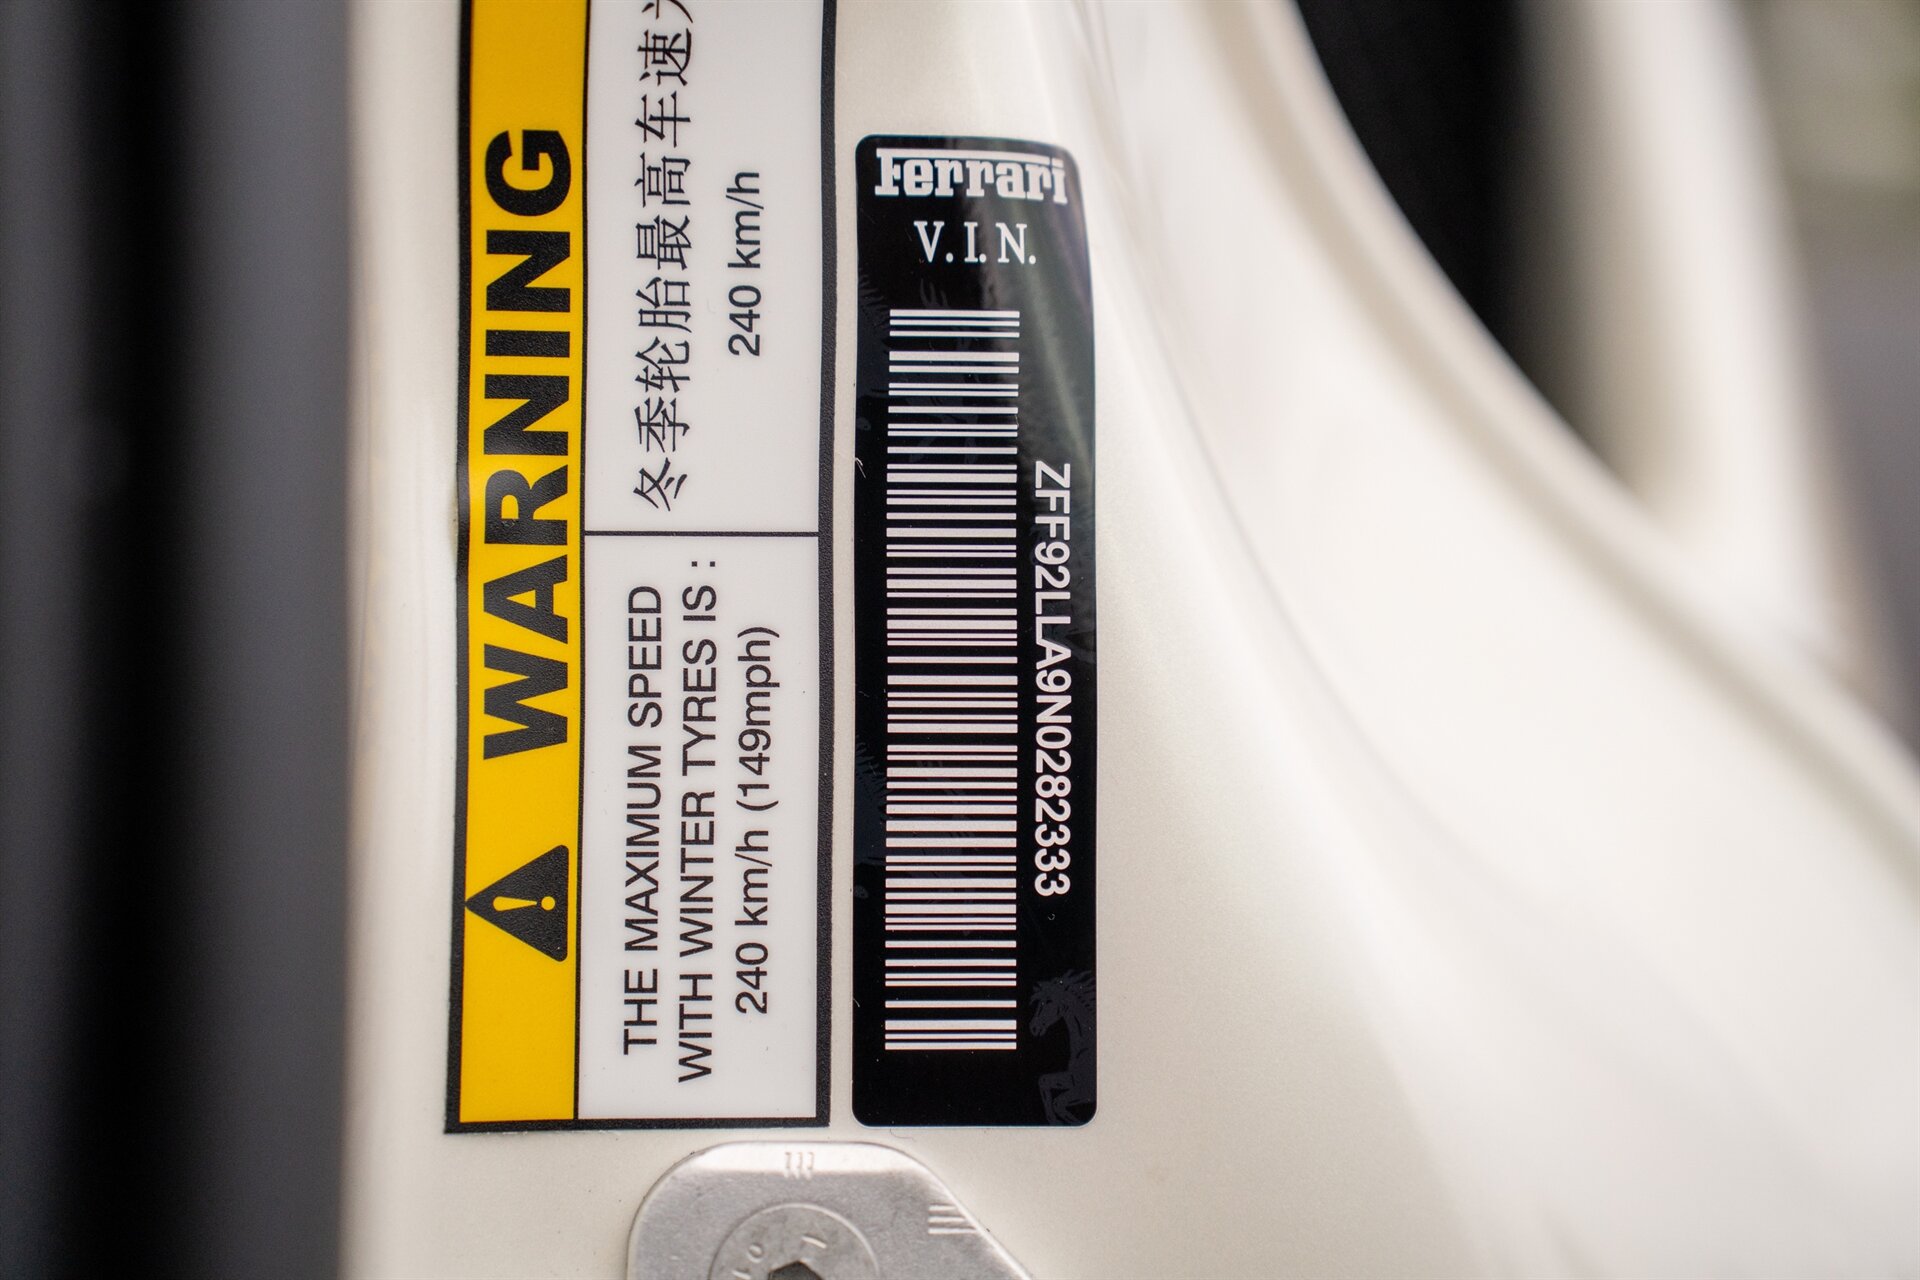 WARNING
THE MAXIMUM SPEED
WITH WINTER TYRES IS :
240 km/h (149mph)
冬季轮胎最高车速
240 km/h
Ferrari
V.I.N.
ZFF92LLA9N0282333